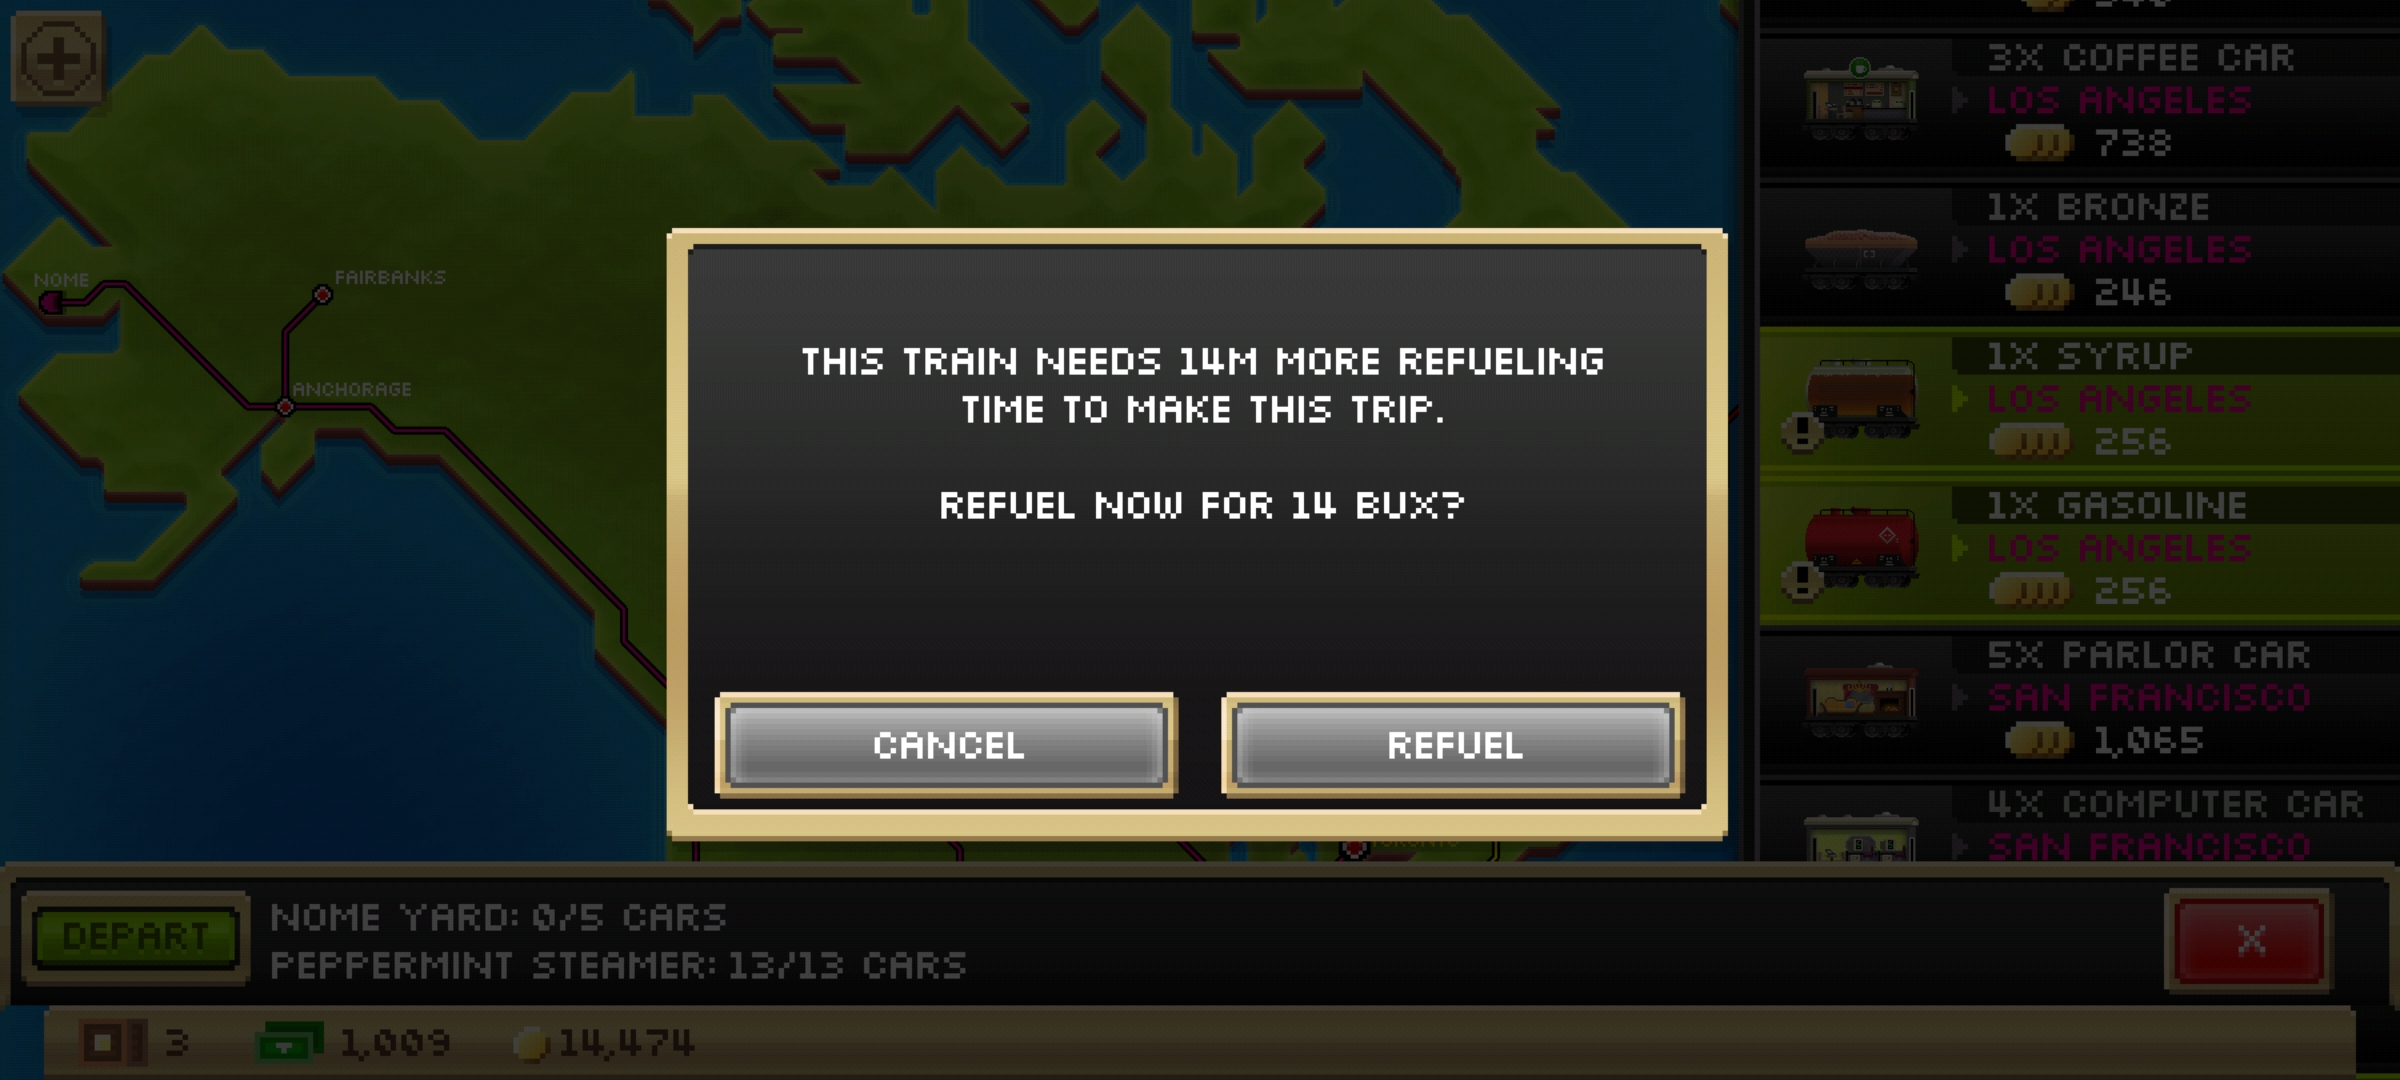 346
3X COFFEE CAR
LOS ANGELES
738
1X BRONZE
LOS ANGELES
246
NOME
FAIRBANKS
ANCHORAGE
THIS TRAIN NEEDS 14M MORE REFUELING
TIME TO MAKE THIS TRIP.
REFUEL NOW FOR 14 BUX?
CANCEL
REFUEL
1X SYRUP
LOS ANGELES
256
1X GASOLINE
LOS ANGELES
256
5X PARLOR CAR
SAN FRANCISCO
1,065
4X COMPUTER CAR
SAN FRANCISCO
TORONTO
DEPART
NOME YARD: 0/5 CARS
PEPPERMINT STEAMER: 13/13 CARS
X
3
1,009
14,474